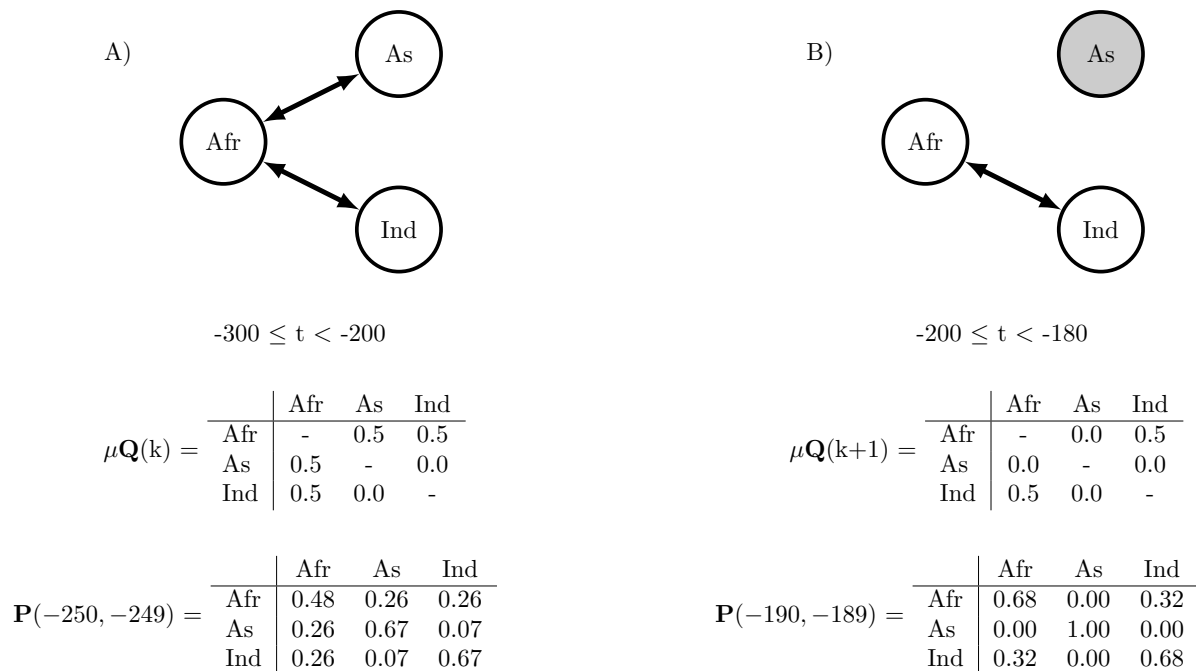 A)
As
Afr
Ind
-300 ≤ t < -200
μQ(k) =
Afr As Ind
Afr - 0.5 0.5
As 0.5 - 0.0
Ind 0.5 0.0 -
P(−250, −249) =
Afr As Ind
Afr 0.48 0.26 0.26
As 0.26 0.67 0.07
Ind 0.26 0.07 0.67
B)
As
Afr
Ind
-200 ≤ t < -180
μQ(k+1) =
Afr As Ind
Afr - 0.0 0.5
As 0.0 - 0.0
Ind 0.5 0.0 -
P(−190, −189) =
Afr As Ind
Afr 0.68 0.00 0.32
As 0.00 1.00 0.00
Ind 0.32 0.00 0.68